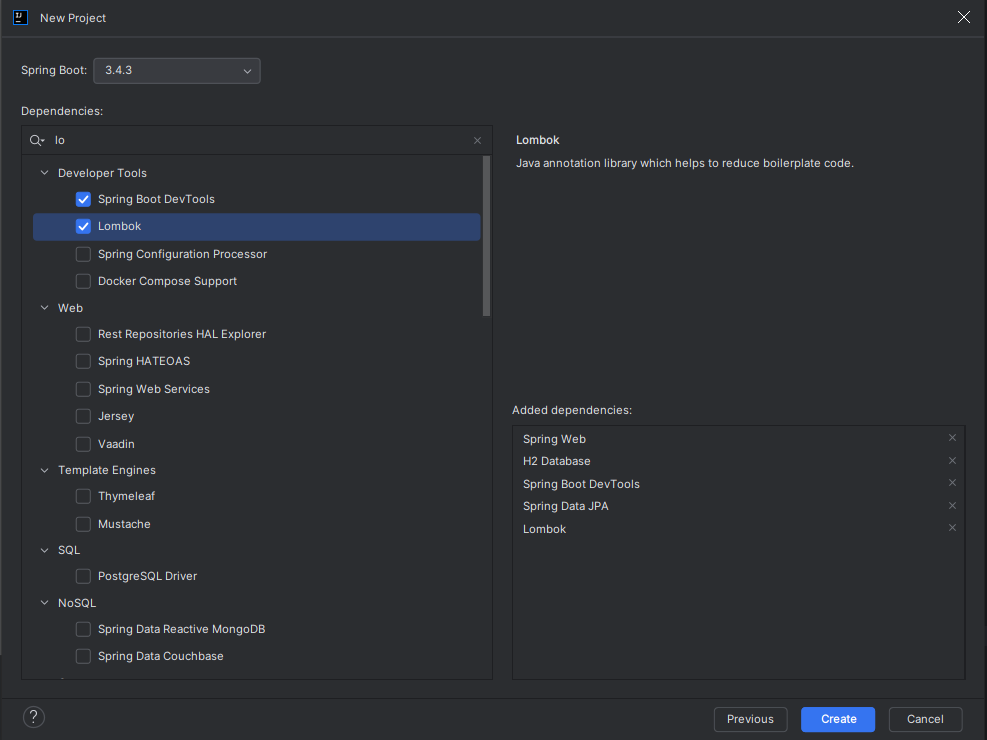 New Project
Spring Boot: 3.4.3
Dependencies:
lo
Developer Tools
Spring Boot DevTools
Lombok
Spring Configuration Processor
Docker Compose Support
Web
Rest Repositories HAL Explorer
Spring HATEOAS
Spring Web Services
Jersey
Vaadin
Template Engines
Thymeleaf
Mustache
SQL
PostgreSQL Driver
NoSQL
Spring Data Reactive MongoDB
Spring Data Couchbase
Lombok
Java annotation library which helps to reduce boilerplate code.
Added dependencies:
Spring Web
H2 Database
Spring Boot DevTools
Spring Data JPA
Lombok
?
Previous
Create
Cancel